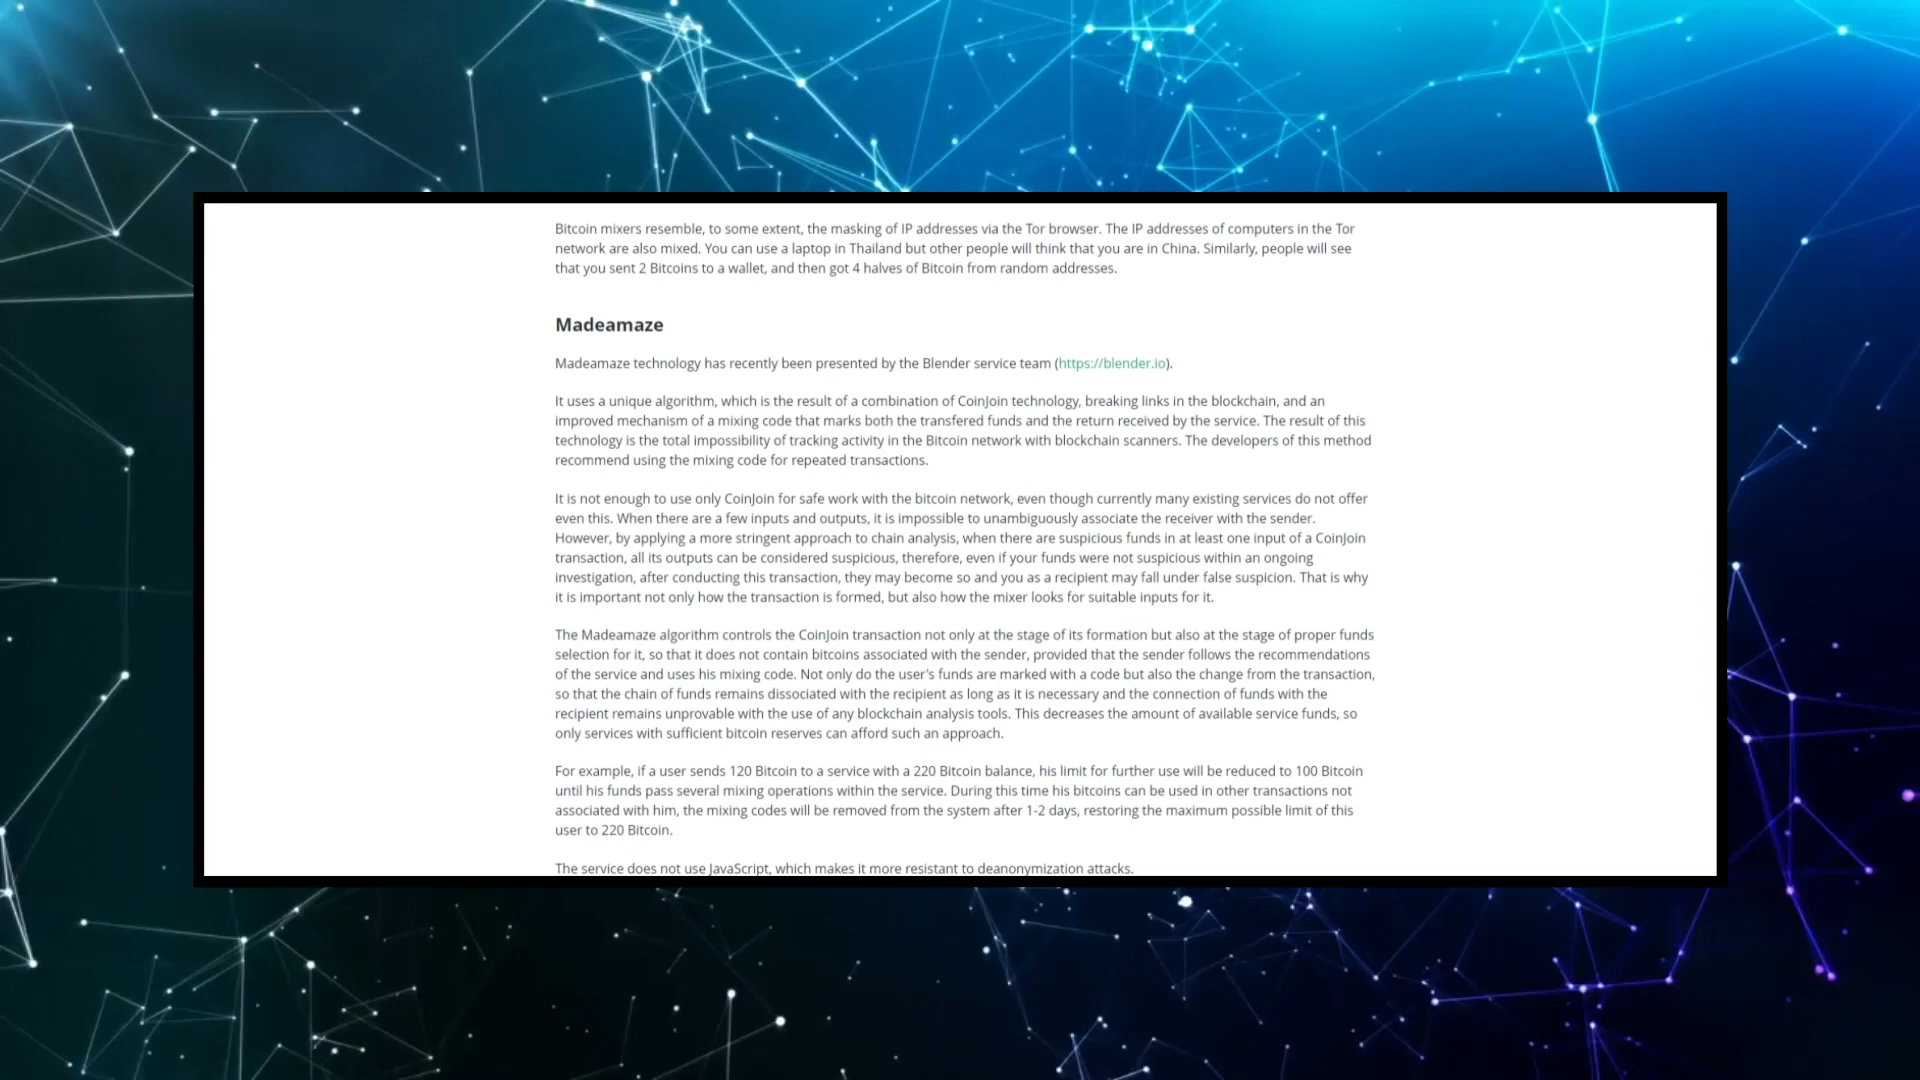 Bitcoin mixers resemble, to some extent, the masking of IP addresses via the Tor browser. The IP addresses of computers in the Tor
network are also mixed. You can use a laptop in Thailand but other people will think that you are in China. Similarly, people will see
that you sent 2 Bitcoins to a wallet, and then got 4 halves of Bitcoin from random addresses.
Madeamaze
Madeamaze technology has recently been presented by the Blender service team (https://blender.io).
It uses a unique algorithm, which is the result of a combination of CoinJoin technology, breaking links in the blockchain, and an
improved mechanism of a mixing code that marks both the transfered funds and the return received by the service. The result of this
technology is the total impossibility of tracking activity in the Bitcoin network with blockchain scanners. The developers of this method
recommend using the mixing code for repeated transactions.
It is not enough to use only CoinJoin for safe work with the bitcoin network, even though currently many existing services do not offer
even this. When there are a few inputs and outputs, it is impossible to unambiguously associate the receiver with the sender.
However, by applying a more stringent approach to chain analysis, when there are suspicious funds in at least one input of a CoinJoin
transaction, all its outputs can be considered suspicious, therefore, even if your funds were not suspicious within an ongoing
investigation, after conducting this transaction, they may become so and you as a recipient may fall under false suspicion. That is why
it is important not only how the transaction is formed, but also how the mixer looks for suitable inputs for it.
The Madeamaze algorithm controls the CoinJoin transaction not only at the stage of its formation but also at the stage of proper funds
selection for it, so that it does not contain bitcoins associated with the sender, provided that the sender follows the recommendations
of the service and uses his mixing code. Not only do the user's funds are marked with a code but also the change from the transaction,
so that the chain of funds remains dissociated with the recipient as long as it is necessary and the connection of funds with the
recipient remains unprovable with the use of any blockchain analysis tools. This decreases the amount of available service funds, so
only services with sufficient bitcoin reserves can afford such an approach.
For example, if a user sends 120 Bitcoin to a service with a 220 Bitcoin balance, his limit for further use will be reduced to 100 Bitcoin
until his funds pass several mixing operations within the service. During this time his bitcoins can be used in other transactions not
associated with him, the mixing codes will be removed from the system after 1-2 days, restoring the maximum possible limit of this
user to 220 Bitcoin.
The service does not use JavaScript, which makes it more resistant to deanonymization attacks.